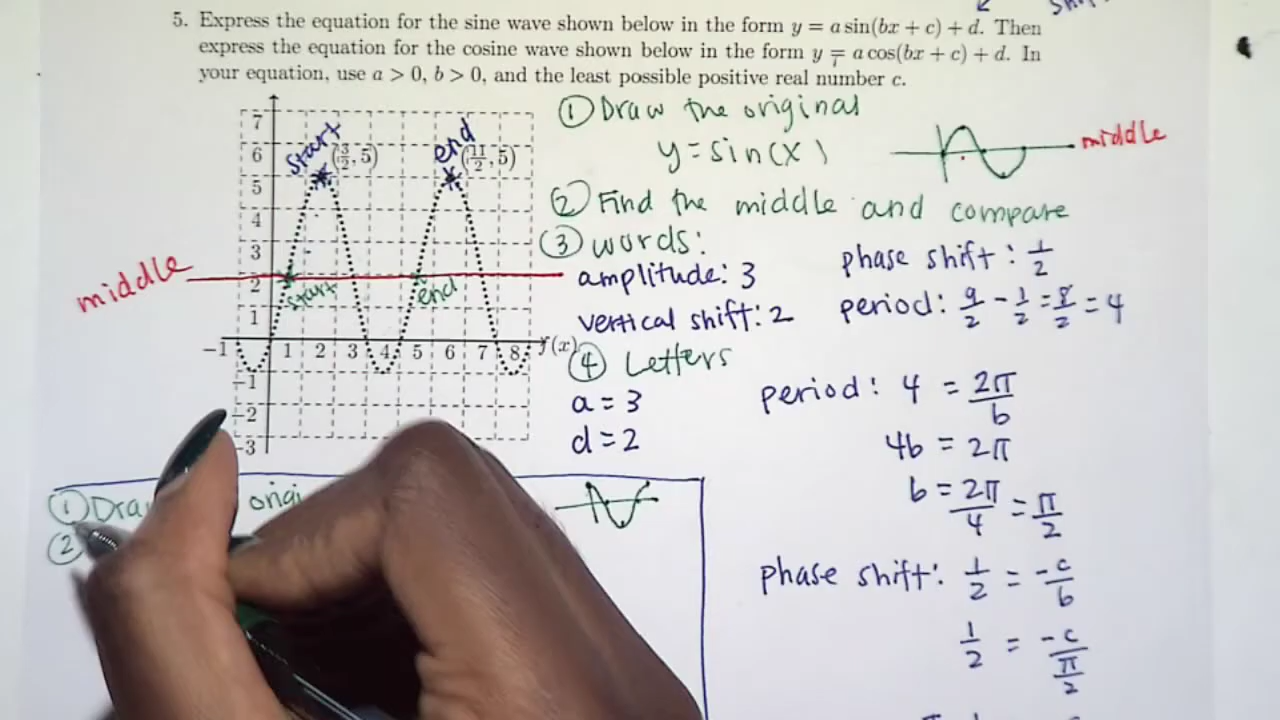 5. Express the equation for the sine wave shown below in the form y = a sin(bx + c) + d. Then
express the equation for the cosine wave shown below in the form y = a cos(bx + c) + d. In
your equation, use a > 0, b > 0, and the least possible positive real number c.
7
6
5
4
3
2
1
-1
-2
-3
-1 1 2 3 4 5 6 7 8 f(x)
start (3/2, 5)
end (11/2, 5)
middle
start
end
① Draw the original
y = sin(x)
middle
② Find the middle and compare
③ words:
amplitude: 3
vertical shift: 2
phase shift: 1/2
period: 9/2 - 1/2 = 8/2 = 4
④ Letters
a = 3
d = 2
period: 4 = 2π/b
4b = 2π
b = 2π/4 = π/2
phase shift: 1/2 = -c/b
1/2 = -c/(π/2)
① Dra origi
②